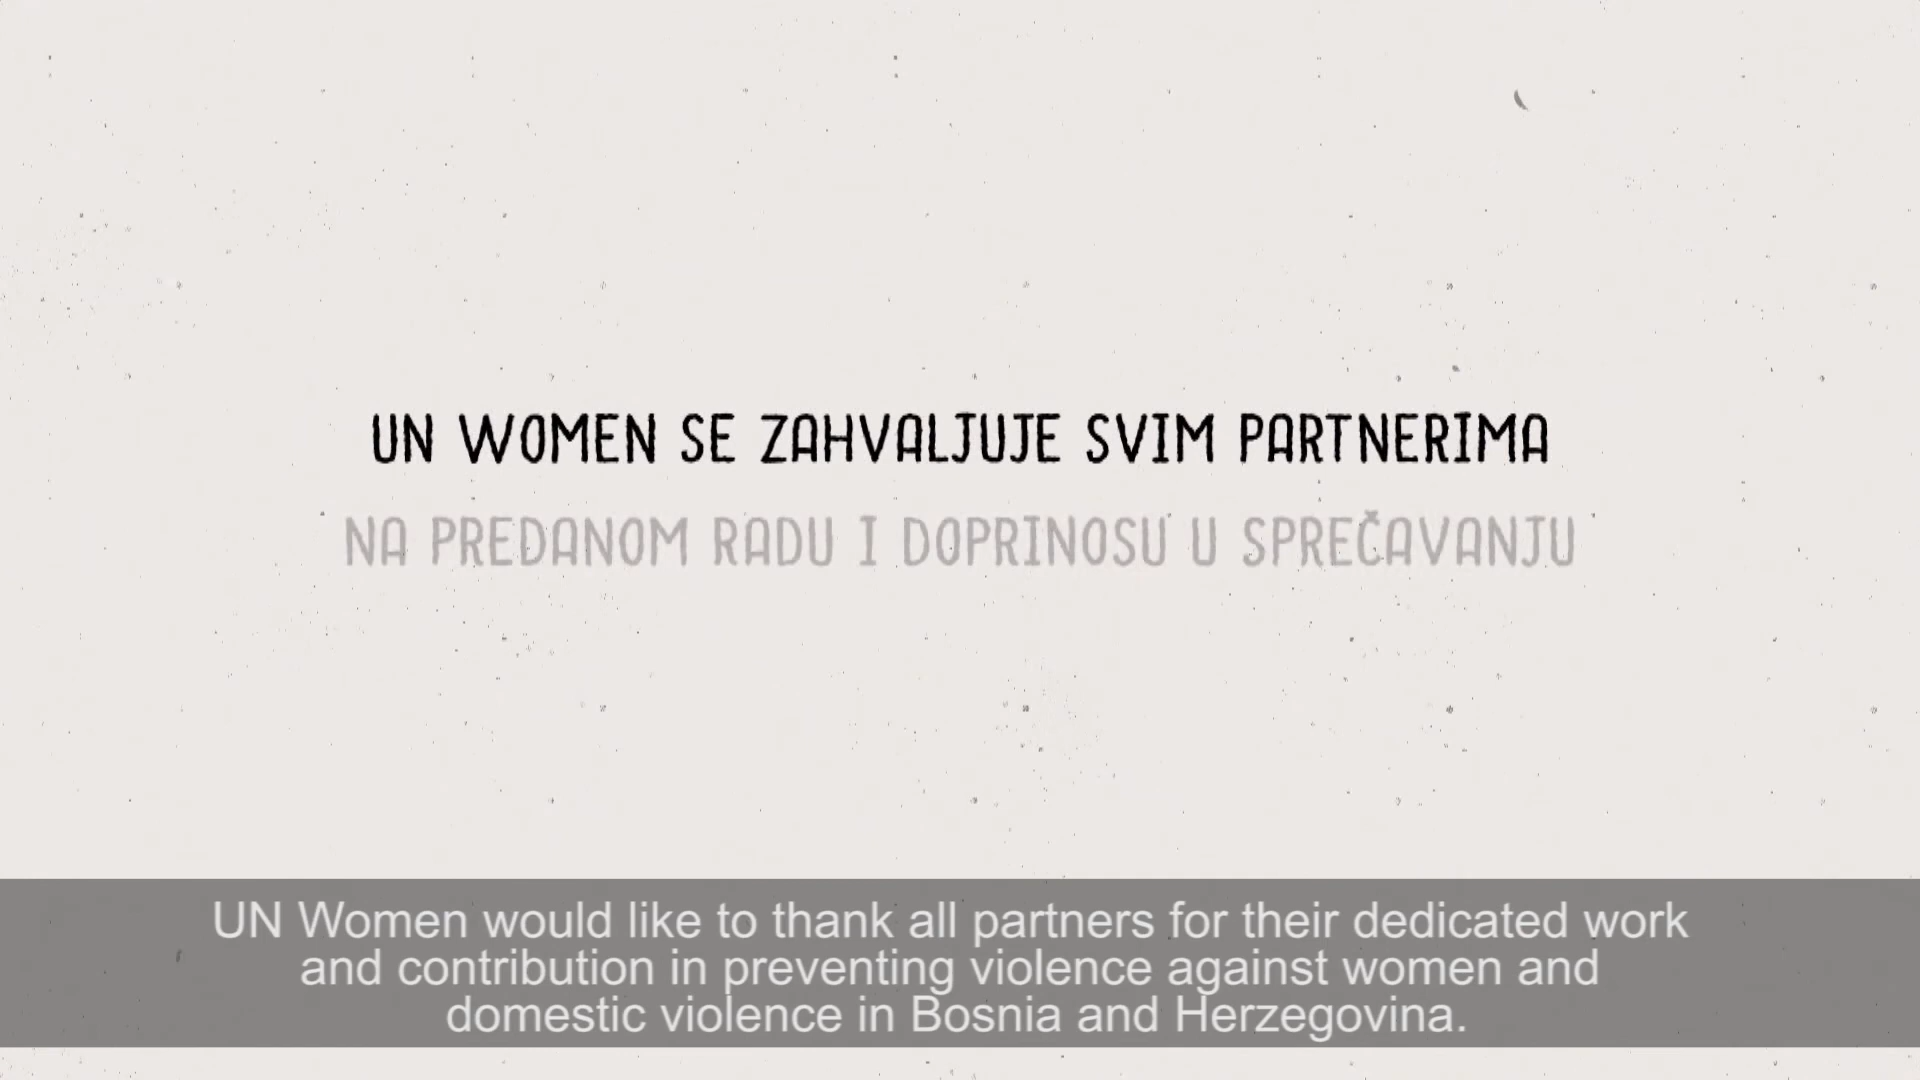 UN WOMEN SE ZAHVALJUJE SVIM PARTNERIMA
NA PREDANOM RADU I DOPRINOSU U SPREČAVANJU
UN Women would like to thank all partners for their dedicated work
and contribution in preventing violence against women and
domestic violence in Bosnia and Herzegovina.